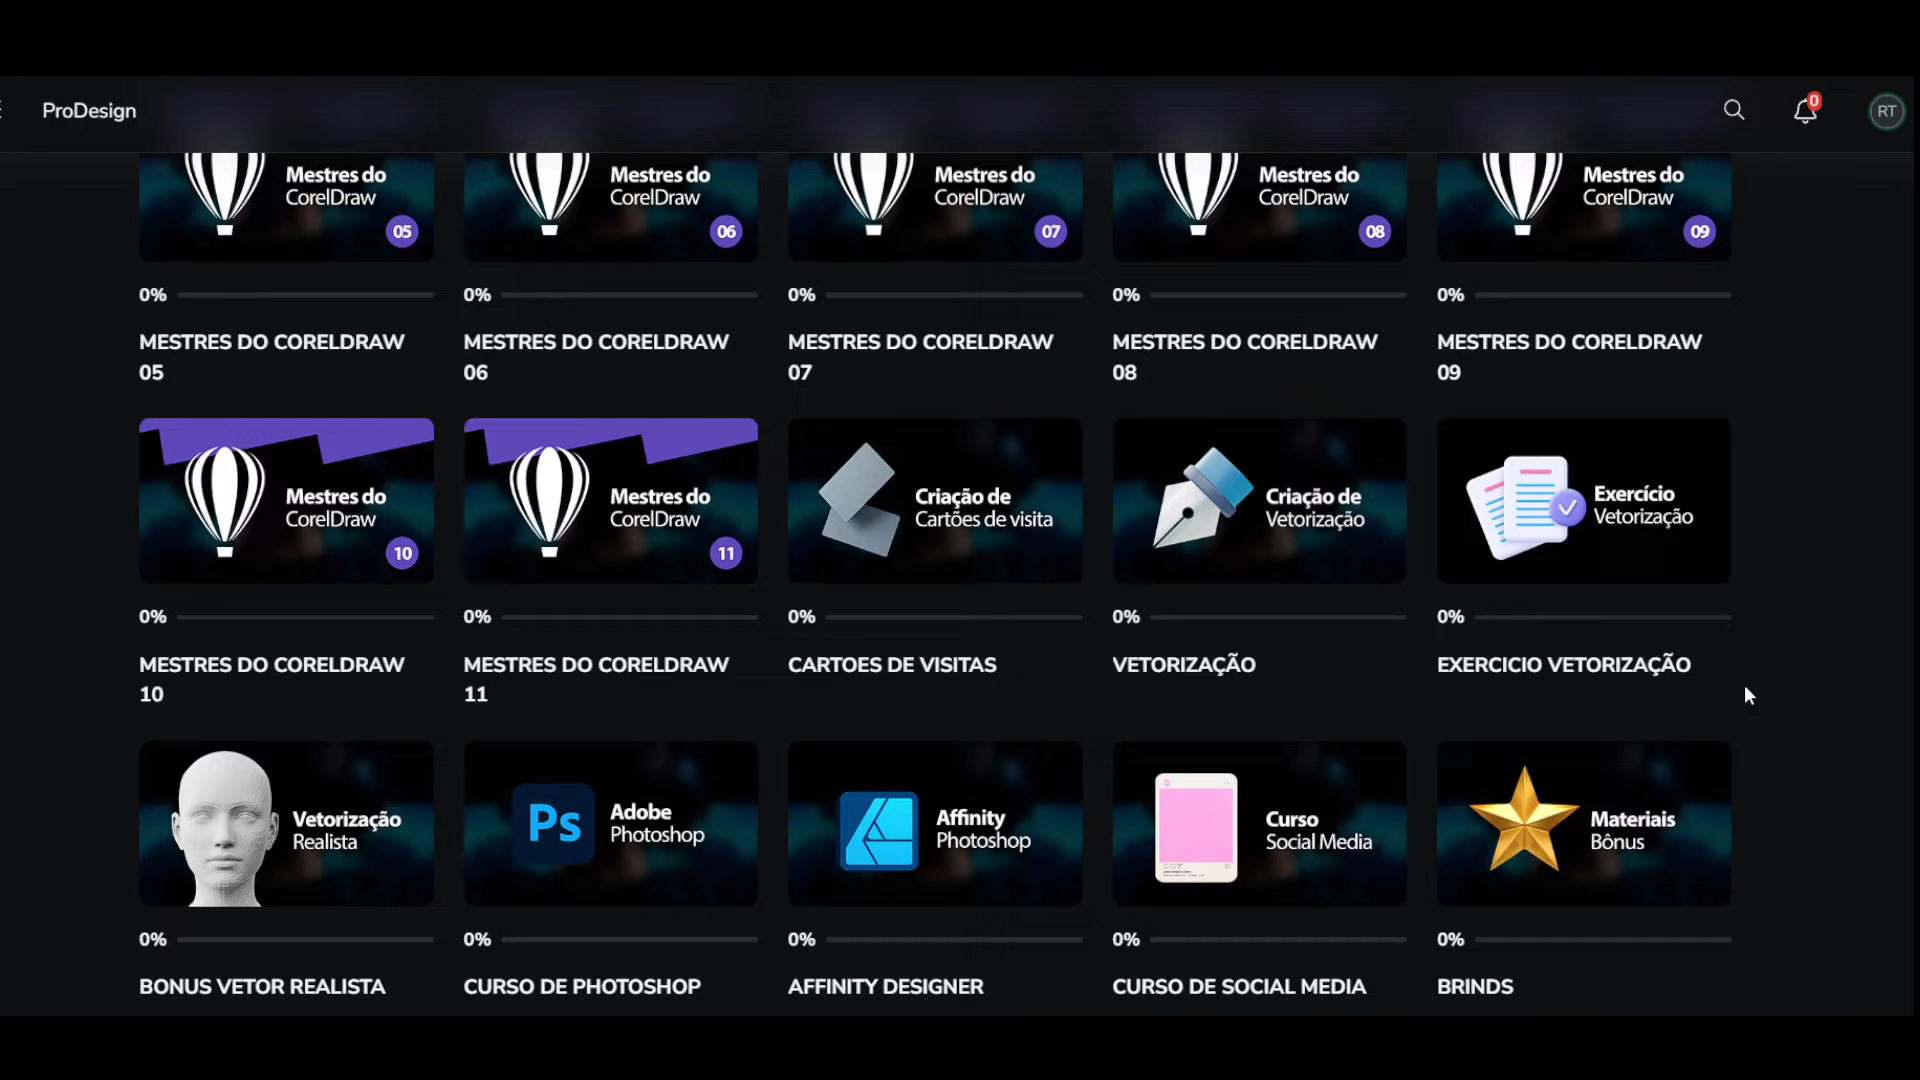 ProDesign
0
RT
Mestres do
CorelDraw
05
Mestres do
CorelDraw
06
Mestres do
CorelDraw
07
Mestres do
CorelDraw
08
Mestres do
CorelDraw
09
0%
0%
0%
0%
0%
MESTRES DO CORELDRAW
05
MESTRES DO CORELDRAW
06
MESTRES DO CORELDRAW
07
MESTRES DO CORELDRAW
08
MESTRES DO CORELDRAW
09
Mestres do
CorelDraw
10
Mestres do
CorelDraw
11
Criação de
Cartões de visita
Criação de
Vetorização
Exercício
Vetorização
0%
0%
0%
0%
0%
MESTRES DO CORELDRAW
10
MESTRES DO CORELDRAW
11
CARTOES DE VISITAS
VETORIZAÇÃO
EXERCICIO VETORIZAÇÃO
Vetorização
Realista
Ps
Adobe
Photoshop
Affinity
Photoshop
Curso
Social Media
Materiais
Bônus
0%
0%
0%
0%
0%
BONUS VETOR REALISTA
CURSO DE PHOTOSHOP
AFFINITY DESIGNER
CURSO DE SOCIAL MEDIA
BRINDS